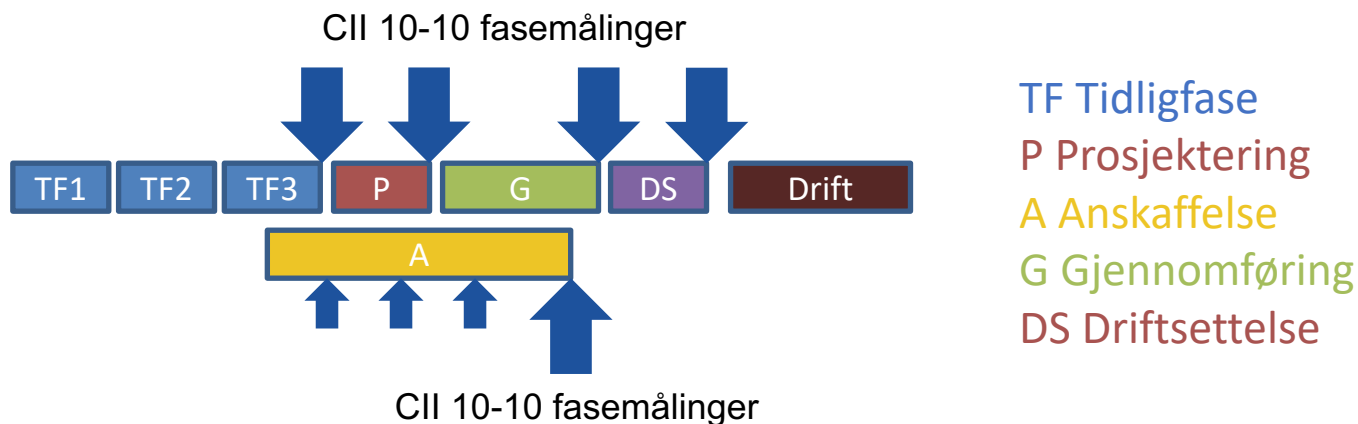 CII 10-10 fasemålinger
TF1 TF2 TF3 P G DS Drift
A
CII 10-10 fasemålinger
TF Tidligfase
P Prosjektering
A Anskaffelse
G Gjennomføring
DS Driftsettelse